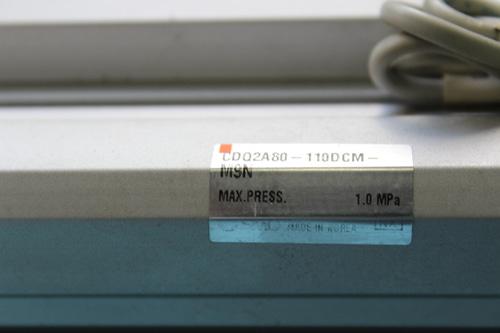 CDQ2A80-110DCM-
M9N
MAX.PRESS. 1.0 MPa
MADE IN KOREA